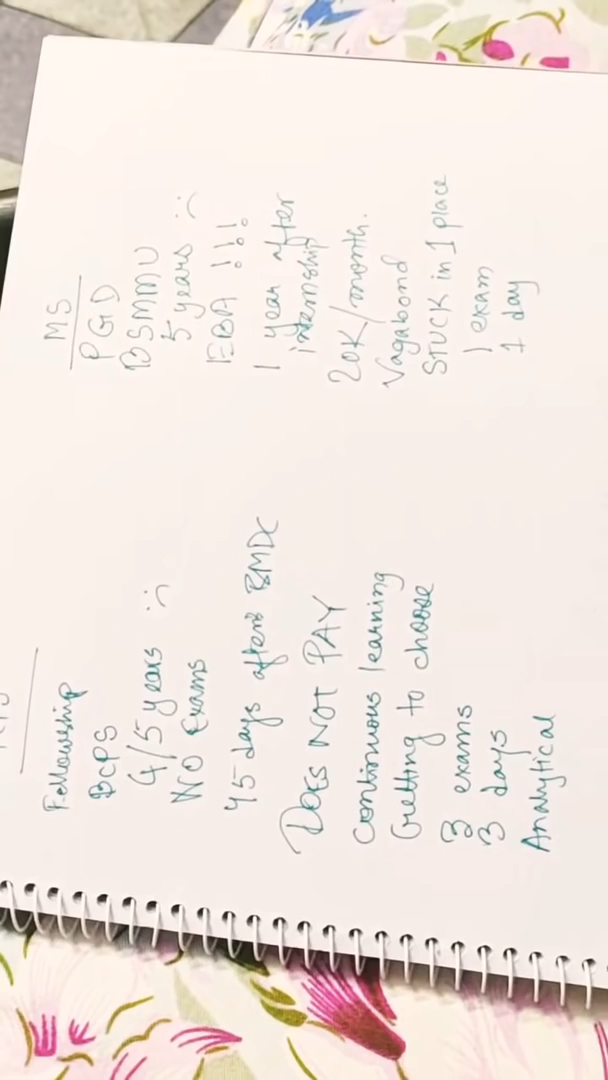 Fellowship
BCPS
4/5 years :(
NO Exams
45 days after BMDC
DOES NOT PAY
continuous learning
Getting to choose
3 exams
3 days
Analytical
MS
PGD
BSMMU
5 years :(
EBA !!!
1 year after
internship
20K/month.
Vagabond
STUCK in 1 place
1 exam
1 day